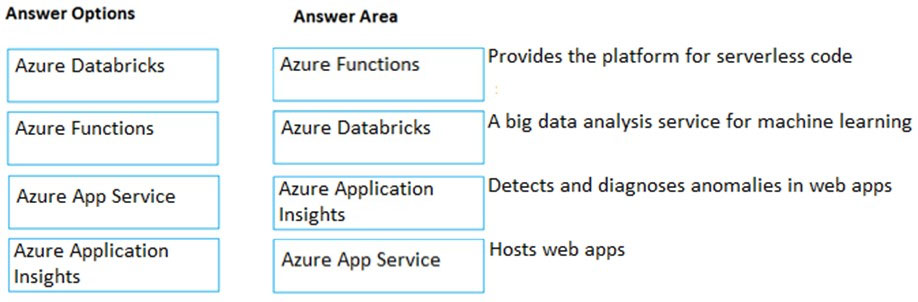 Answer Options
Answer Area
Azure Databricks
Azure Functions
Provides the platform for serverless code
Azure Functions
Azure Databricks
A big data analysis service for machine learning
Azure App Service
Azure Application
Insights
Detects and diagnoses anomalies in web apps
Azure Application
Insights
Azure App Service
Hosts web apps